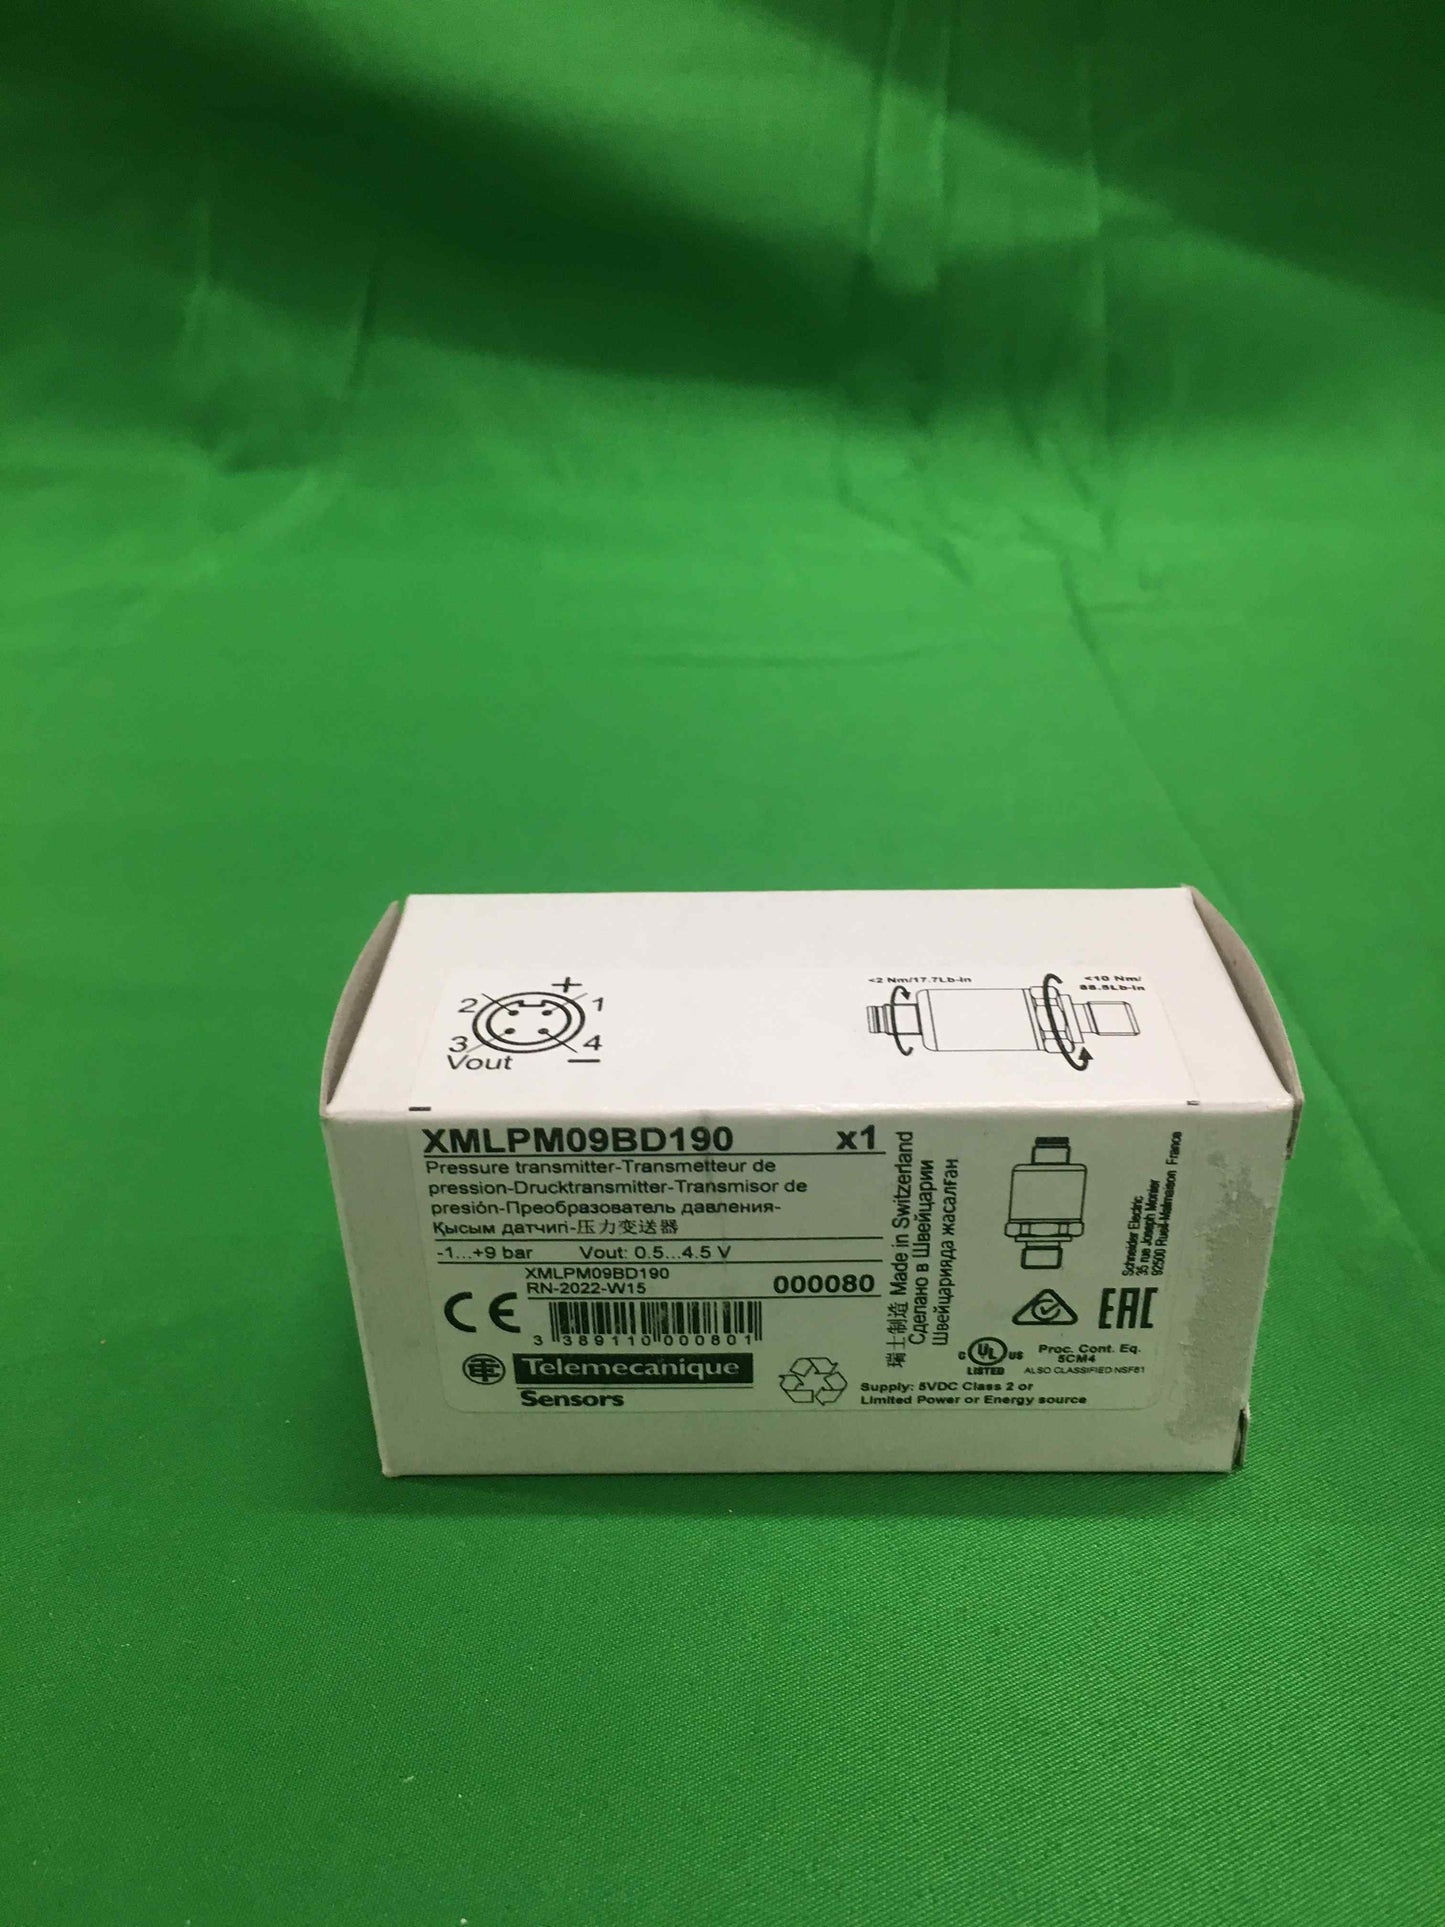 +
2 1
3 4
Vout −
<2 Nm/17.7Lb-in
<10 Nm/
88.5Lb-in
XMLPM09BD190 x1
Pressure transmitter-Transmetteur de
pression-Drucktransmitter-Transmisor de
presión-Преобразователь давления-
Қысым датчигі-压力变送器
-1...+9 bar Vout: 0.5...4.5 V
XMLPM09BD190
RN-2022-W15 000080
CE
3 389110 000801
Telemecanique
Sensors
瑞士制造 Made in Switzerland
Сделано в Швейцарии
Швейцарияда жасалған
Schneider Electric
35 rue Joseph Monier
92500 Rueil-Malmaison France
EAC
C UL US
LISTED
Proc. Cont. Eq.
5CM4
ALSO CLASSIFIED NSF61
Supply: 5VDC Class 2 or
Limited Power or Energy source